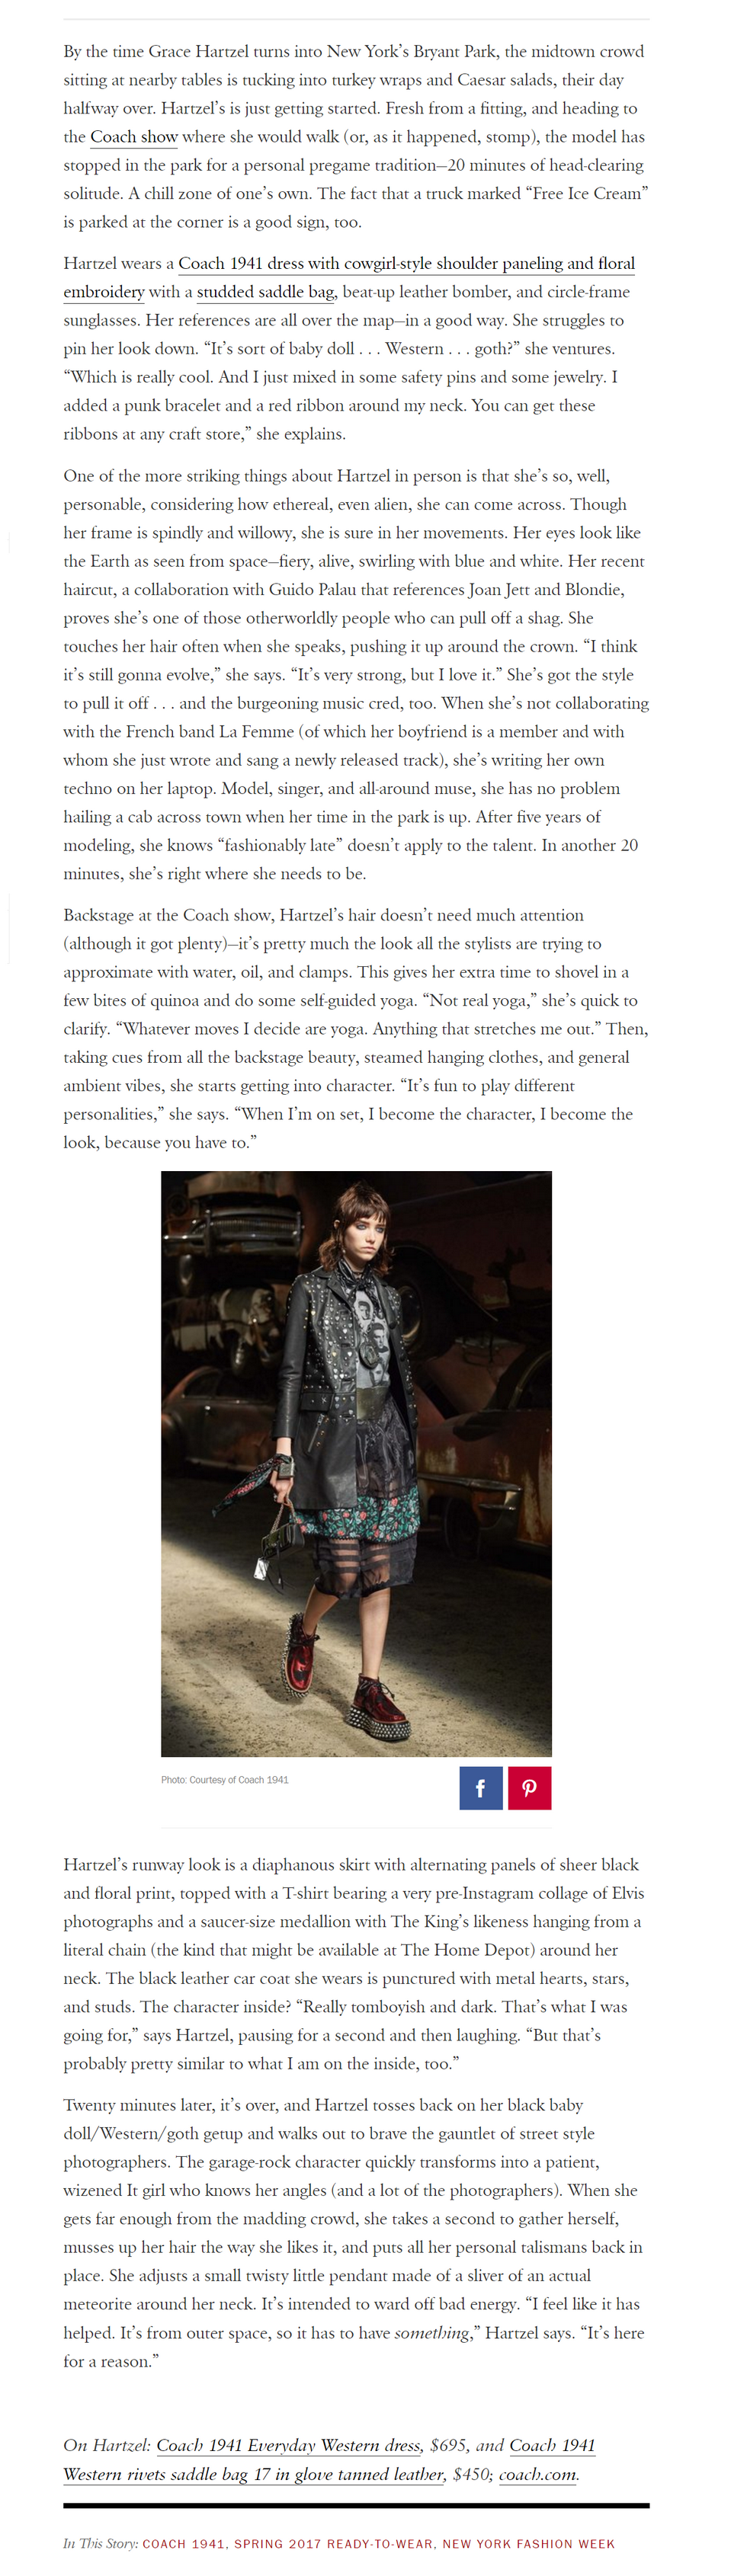 By the time Grace Hartzel turns into New York’s Bryant Park, the midtown crowd
sitting at nearby tables is tucking into turkey wraps and Caesar salads, their day
halfway over. Hartzel’s is just getting started. Fresh from a fitting, and heading to
the Coach show where she would walk (or, as it happened, stomp), the model has
stopped in the park for a personal pregame tradition—20 minutes of head-clearing
solitude. A chill zone of one’s own. The fact that a truck marked “Free Ice Cream”
is parked at the corner is a good sign, too.
Hartzel wears a Coach 1941 dress with cowgirl-style shoulder paneling and floral
embroidery with a studded saddle bag, beat-up leather bomber, and circle-frame
sunglasses. Her references are all over the map—in a good way. She struggles to
pin her look down. “It’s sort of baby doll . . . Western . . . goth?” she ventures.
“Which is really cool. And I just mixed in some safety pins and some jewelry. I
added a punk bracelet and a red ribbon around my neck. You can get these
ribbons at any craft store,” she explains.
One of the more striking things about Hartzel in person is that she’s so, well,
personable, considering how ethereal, even alien, she can come across. Though
her frame is spindly and willowy, she is sure in her movements. Her eyes look like
the Earth as seen from space—fiery, alive, swirling with blue and white. Her recent
haircut, a collaboration with Guido Palau that references Joan Jett and Blondie,
proves she’s one of those otherworldly people who can pull off a shag. She
touches her hair often when she speaks, pushing it up around the crown. “I think
it’s still gonna evolve,” she says. “It’s very strong, but I love it.” She’s got the style
to pull it off . . . and the burgeoning music cred, too. When she’s not collaborating
with the French band La Femme (of which her boyfriend is a member and with
whom she just wrote and sang a newly released track), she’s writing her own
techno on her laptop. Model, singer, and all-around muse, she has no problem
hailing a cab across town when her time in the park is up. After five years of
modeling, she knows “fashionably late” doesn’t apply to the talent. In another 20
minutes, she’s right where she needs to be.
Backstage at the Coach show, Hartzel’s hair doesn’t need much attention
(although it got plenty)—it’s pretty much the look all the stylists are trying to
approximate with water, oil, and clamps. This gives her extra time to shovel in a
few bites of quinoa and do some self-guided yoga. “Not real yoga,” she’s quick to
clarify. “Whatever moves I decide are yoga. Anything that stretches me out.” Then,
taking cues from all the backstage beauty, steamed hanging clothes, and general
ambient vibes, she starts getting into character. “It’s fun to play different
personalities,” she says. “When I’m on set, I become the character, I become the
look, because you have to.”
Photo: Courtesy of Coach 1941
Hartzel’s runway look is a diaphanous skirt with alternating panels of sheer black
and floral print, topped with a T-shirt bearing a very pre-Instagram collage of Elvis
photographs and a saucer-size medallion with The King’s likeness hanging from a
literal chain (the kind that might be available at The Home Depot) around her
neck. The black leather car coat she wears is punctured with metal hearts, stars,
and studs. The character inside? “Really tomboyish and dark. That’s what I was
going for,” says Hartzel, pausing for a second and then laughing. “But that’s
probably pretty similar to what I am on the inside, too.”
Twenty minutes later, it’s over, and Hartzel tosses back on her black baby
doll/Western/goth getup and walks out to brave the gauntlet of street style
photographers. The garage-rock character quickly transforms into a patient,
wizened It girl who knows her angles (and a lot of the photographers). When she
gets far enough from the madding crowd, she takes a second to gather herself,
musses up her hair the way she likes it, and puts all her personal talismans back in
place. She adjusts a small twisty little pendant made of a sliver of an actual
meteorite around her neck. It’s intended to ward off bad energy. “I feel like it has
helped. It’s from outer space, so it has to have something,” Hartzel says. “It’s here
for a reason.”
On Hartzel: Coach 1941 Everyday Western dress, $695, and Coach 1941
Western rivets saddle bag 17 in glove tanned leather, $450; coach.com.
In This Story: COACH 1941, SPRING 2017 READY-TO-WEAR, NEW YORK FASHION WEEK